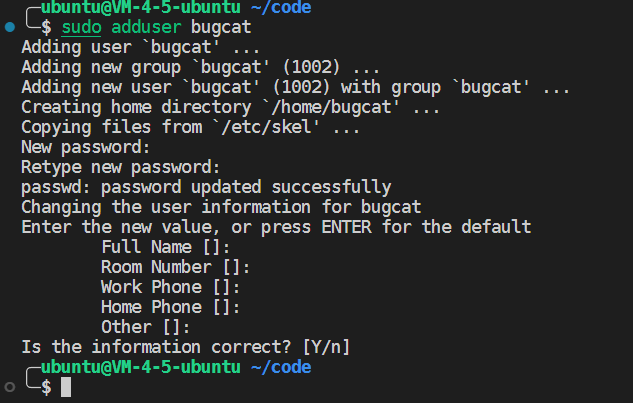 ubuntu@VM-4-5-ubuntu ~/code
$ sudo adduser bugcat
Adding user `bugcat' ...
Adding new group `bugcat' (1002) ...
Adding new user `bugcat' (1002) with group `bugcat' ...
Creating home directory `/home/bugcat' ...
Copying files from `/etc/skel' ...
New password:
Retype new password:
passwd: password updated successfully
Changing the user information for bugcat
Enter the new value, or press ENTER for the default
        Full Name []:
        Room Number []:
        Work Phone []:
        Home Phone []:
        Other []:
Is the information correct? [Y/n]
ubuntu@VM-4-5-ubuntu ~/code
$